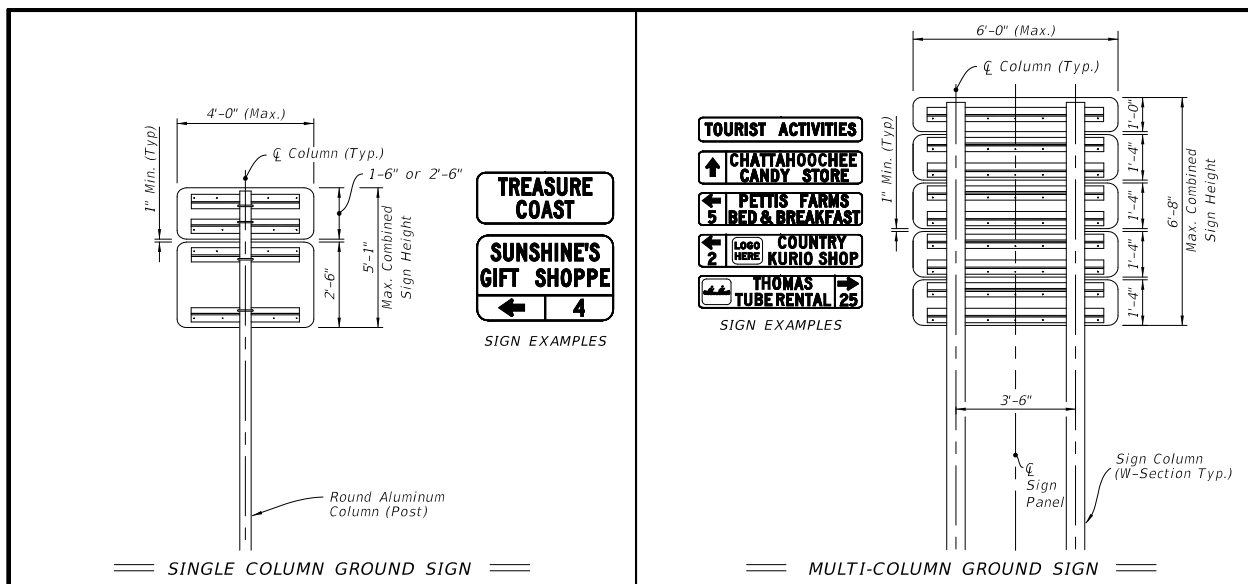 4'-0" (Max.)
1" Min. (Typ)
℄ Column (Typ.)
1-6" or 2'-6"
2'-6"
5'-1"
Max. Combined
Sign Height
TREASURE
COAST
SUNSHINE'S
GIFT SHOPPE
4
SIGN EXAMPLES
Round Aluminum
Column (Post)
SINGLE COLUMN GROUND SIGN
6'-0" (Max.)
℄ Column (Typ.)
1" Min. (Typ)
TOURIST ACTIVITIES
CHATTAHOOCHEE
CANDY STORE
5 PETTIS FARMS
BED & BREAKFAST
2 LOGO HERE COUNTRY
KURIO SHOP
THOMAS
TUBE RENTAL 25
SIGN EXAMPLES
1'-0"
1'-4"
1'-4"
1'-4"
1'-4"
6'-8"
Max. Combined
Sign Height
3'-6"
℄
Sign
Panel
Sign Column
(W-Section Typ.)
MULTI-COLUMN GROUND SIGN